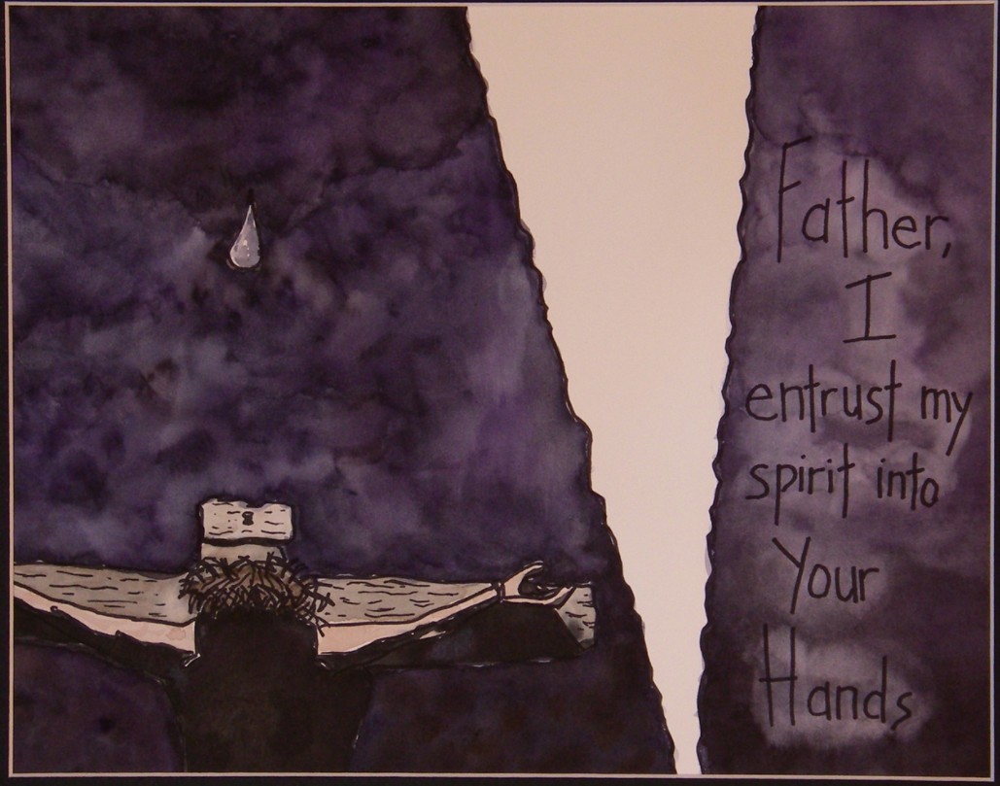 Father,
I
entrust my
spirit into
Your
Hands